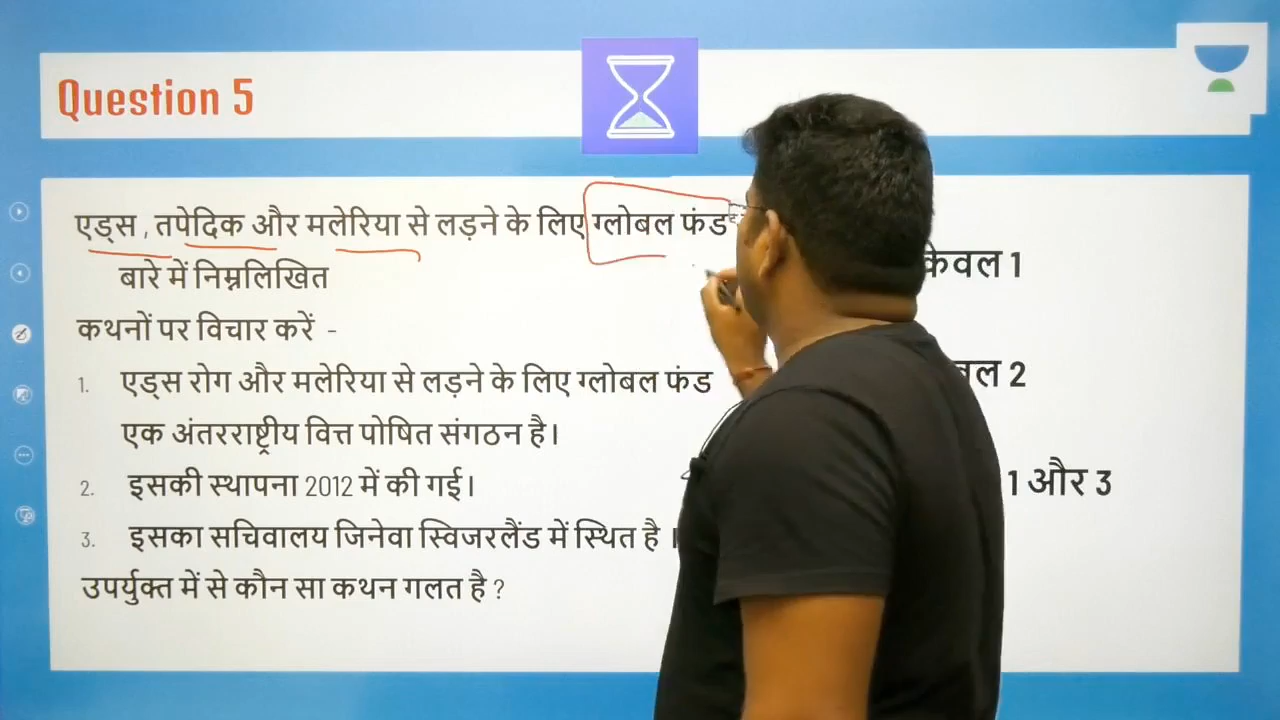 Question 5
एड्स , तपेदिक और मलेरिया से लड़ने के लिए ग्लोबल फंड
बारे में निम्नलिखित
कथनों पर विचार करें -
1. एड्स रोग और मलेरिया से लड़ने के लिए ग्लोबल फंड
एक अंतरराष्ट्रीय वित्त पोषित संगठन है।
2. इसकी स्थापना 2012 में की गई।
3. इसका सचिवालय जिनेवा स्विजरलैंड में स्थित है ।
उपर्युक्त में से कौन सा कथन गलत है ?
केवल 1
2
1 और 3